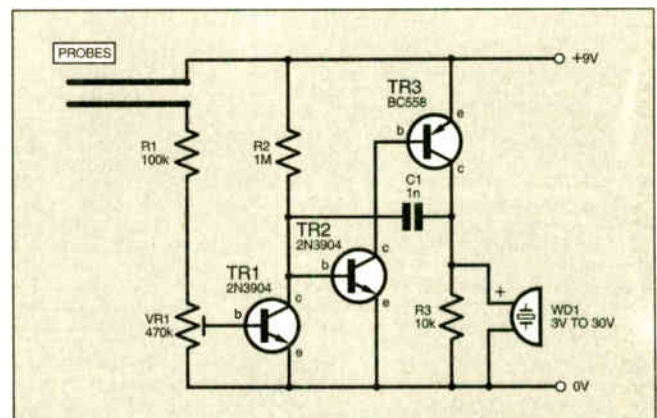 PROBES
+9V
TR3
BC558
e
b
c
R1
100k
R2
1M
C1
1n
TR2
2N3904
c
b
e
TR1
2N3904
c
b
e
VR1
470k
R3
10k
+
WD1
3V TO 30V
0V